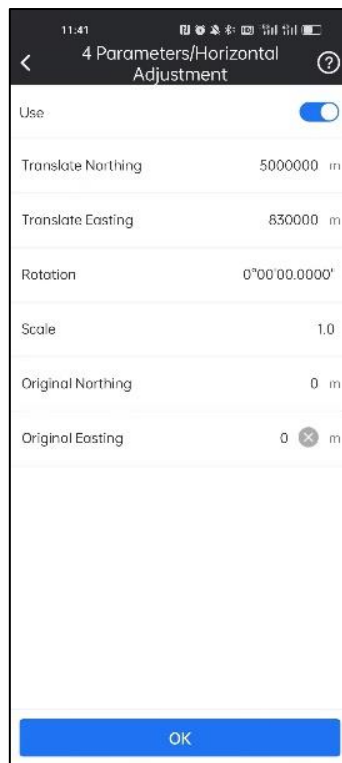 11:41
4 Parameters/Horizontal
Adjustment
Use
Translate Northing 5000000 m
Translate Easting 830000 m
Rotation 0°00'00.0000"
Scale 1.0
Original Northing 0 m
Original Easting 0 m
OK